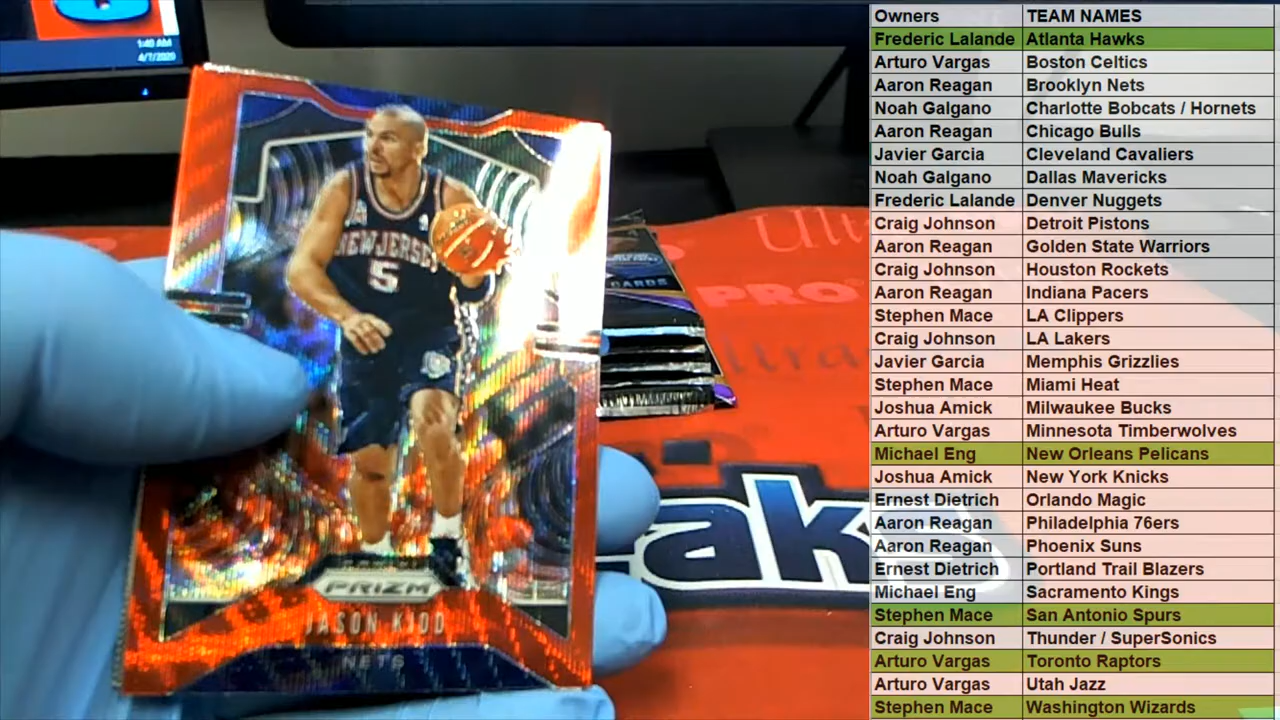 1:40 AM
4/7/2020
NEW JERSEY
5
PRIZM
JASON KIDD
NETS
CARDS
Ult
PRO
ltra
eak
Owners TEAM NAMES
Frederic Lalande Atlanta Hawks
Arturo Vargas Boston Celtics
Aaron Reagan Brooklyn Nets
Noah Galgano Charlotte Bobcats / Hornets
Aaron Reagan Chicago Bulls
Javier Garcia Cleveland Cavaliers
Noah Galgano Dallas Mavericks
Frederic Lalande Denver Nuggets
Craig Johnson Detroit Pistons
Aaron Reagan Golden State Warriors
Craig Johnson Houston Rockets
Aaron Reagan Indiana Pacers
Stephen Mace LA Clippers
Craig Johnson LA Lakers
Javier Garcia Memphis Grizzlies
Stephen Mace Miami Heat
Joshua Amick Milwaukee Bucks
Arturo Vargas Minnesota Timberwolves
Michael Eng New Orleans Pelicans
Joshua Amick New York Knicks
Ernest Dietrich Orlando Magic
Aaron Reagan Philadelphia 76ers
Aaron Reagan Phoenix Suns
Ernest Dietrich Portland Trail Blazers
Michael Eng Sacramento Kings
Stephen Mace San Antonio Spurs
Craig Johnson Thunder / SuperSonics
Arturo Vargas Toronto Raptors
Arturo Vargas Utah Jazz
Stephen Mace Washington Wizards